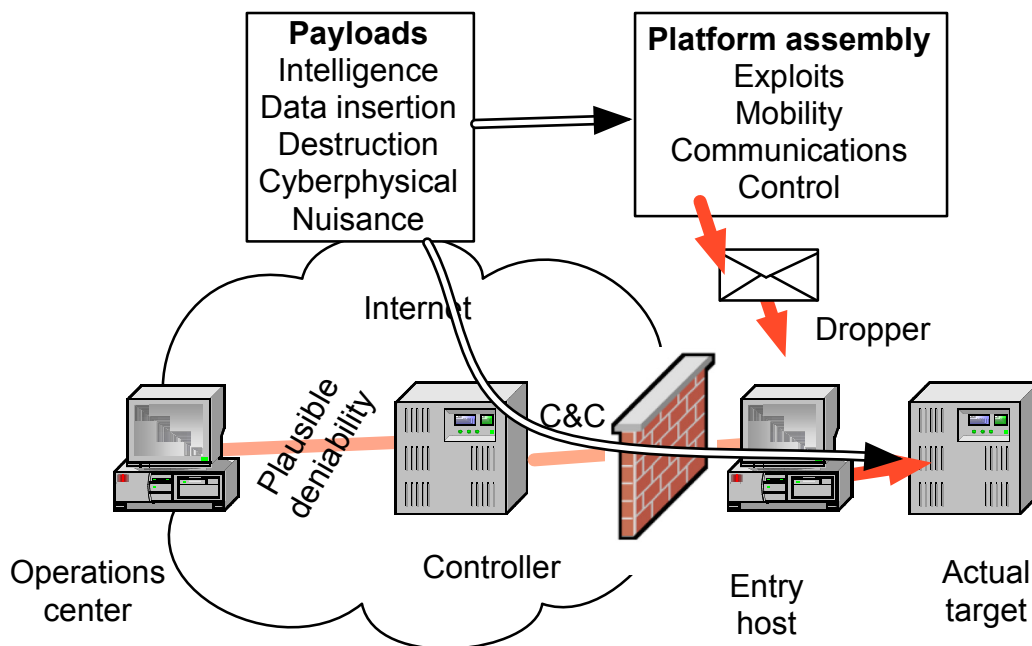 Payloads
Intelligence
Data insertion
Destruction
Cyberphysical
Nuisance
Platform assembly
Exploits
Mobility
Communications
Control
Internet
Dropper
Plausible
deniability
C&C
Operations
center
Controller
Entry
host
Actual
target